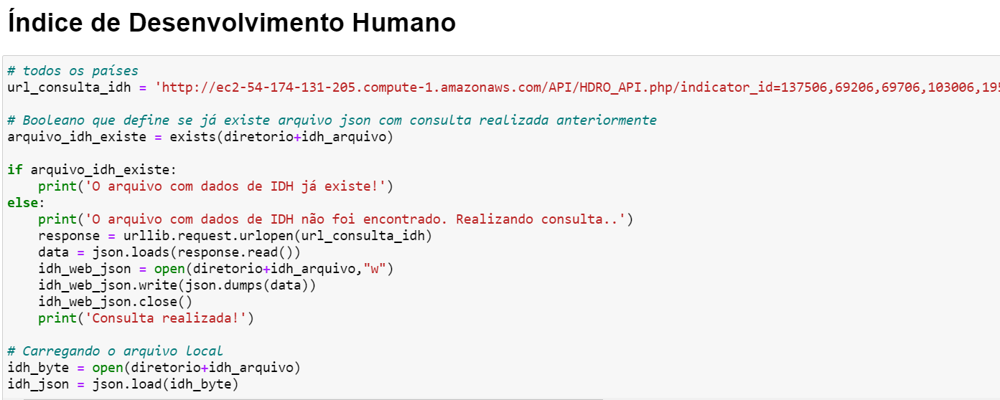 Índice de Desenvolvimento Humano
# todos os países
url_consulta_idh = 'http://ec2-54-174-131-205.compute-1.amazonaws.com/API/HDRO_API.php/indicator_id=137506,69206,69706,103006,195
# Booleano que define se já existe arquivo json com consulta realizada anteriormente
arquivo_idh_existe = exists(diretorio+idh_arquivo)
if arquivo_idh_existe:
    print('O arquivo com dados de IDH já existe!')
else:
    print('O arquivo com dados de IDH não foi encontrado. Realizando consulta..')
    response = urllib.request.urlopen(url_consulta_idh)
    data = json.loads(response.read())
    idh_web_json = open(diretorio+idh_arquivo,"w")
    idh_web_json.write(json.dumps(data))
    idh_web_json.close()
    print('Consulta realizada!')
# Carregando o arquivo local
idh_byte = open(diretorio+idh_arquivo)
idh_json = json.load(idh_byte)